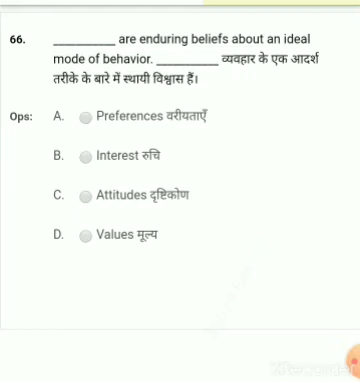 66. __________ are enduring beliefs about an ideal
mode of behavior. __________ व्यवहार के एक आदर्श
तरीके के बारे में स्थायी विश्वास हैं।
Ops: A. Preferences वरीयताएँ
B. Interest रुचि
C. Attitudes दृष्टिकोण
D. Values मूल्य